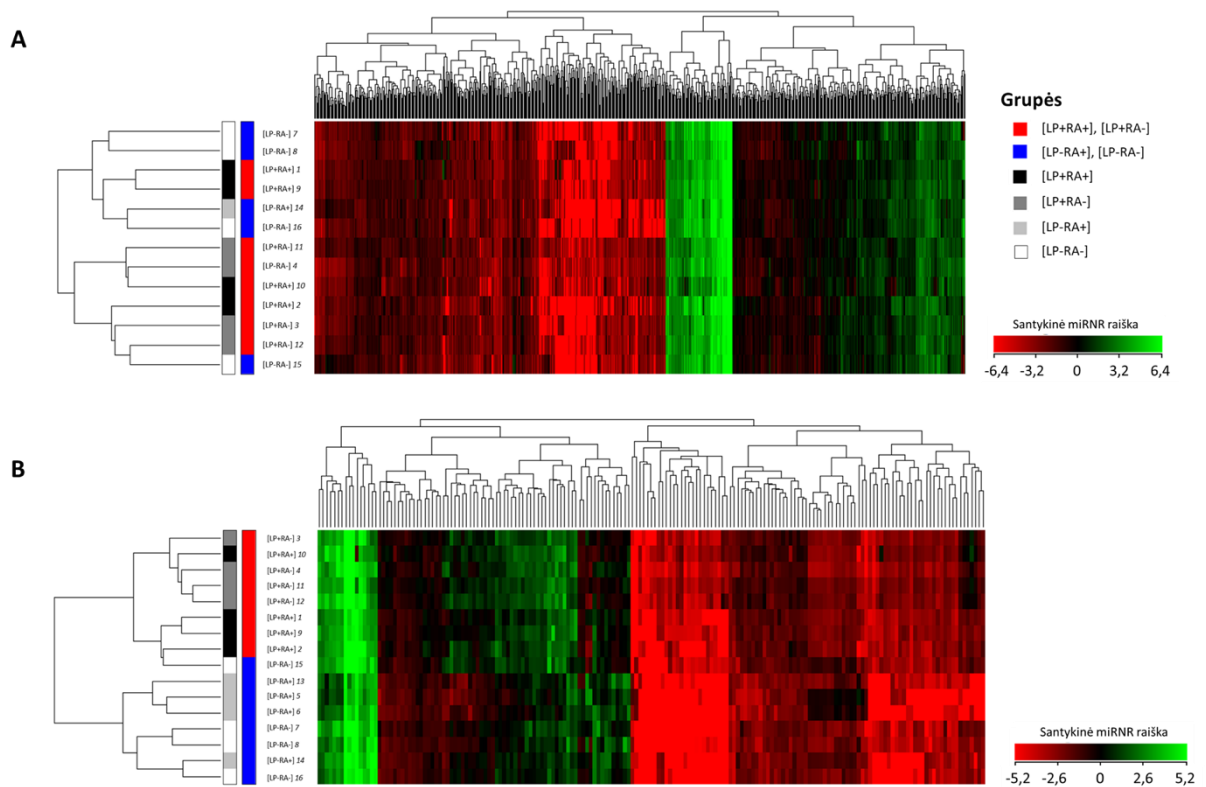 A
[LP-RA-] 7
[LP-RA-] 8
[LP+RA+] 1
[LP+RA+] 9
[LP-RA+] 14
[LP-RA-] 16
[LP+RA-] 11
[LP-RA-] 4
[LP+RA+] 10
[LP+RA+] 2
[LP+RA-] 3
[LP+RA-] 12
[LP-RA-] 15
Grupės
[LP+RA+], [LP+RA-]
[LP-RA+], [LP-RA-]
[LP+RA+]
[LP+RA-]
[LP-RA+]
[LP-RA-]
Santykinė miRNR raiška
-6,4 -3,2 0 3,2 6,4
B
[LP+RA-] 3
[LP+RA+] 10
[LP+RA-] 4
[LP+RA-] 11
[LP+RA-] 12
[LP+RA+] 1
[LP+RA+] 9
[LP+RA+] 2
[LP-RA-] 15
[LP-RA+] 13
[LP-RA+] 5
[LP-RA+] 6
[LP-RA-] 7
[LP-RA-] 8
[LP-RA+] 14
[LP-RA-] 16
Santykinė miRNR raiška
-5,2 -2,6 0 2,6 5,2